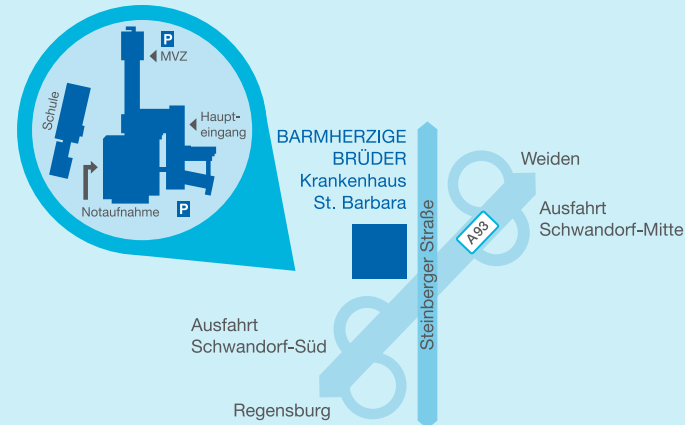 P
MVZ
Schule
Haupt-
eingang
Notaufnahme
P
BARMHERZIGE
BRÜDER
Krankenhaus
St. Barbara
Steinberger Straße
Weiden
A93
Ausfahrt
Schwandorf-Mitte
Ausfahrt
Schwandorf-Süd
Regensburg